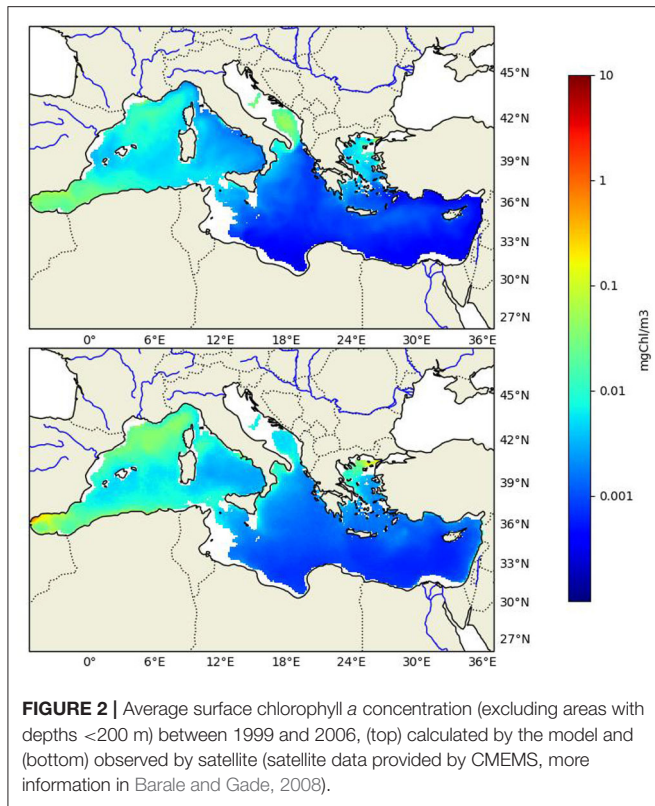 45°N
42°N
39°N
36°N
33°N
30°N
27°N
0° 6°E 12°E 18°E 24°E 30°E 36°E
45°N
42°N
39°N
36°N
33°N
30°N
27°N
0° 6°E 12°E 18°E 24°E 30°E 36°E
10
1
0.1
0.01
0.001
mgChl/m3
FIGURE 2 | Average surface chlorophyll a concentration (excluding areas with
depths <200 m) between 1999 and 2006, (top) calculated by the model and
(bottom) observed by satellite (satellite data provided by CMEMS, more
information in Barale and Gade, 2008).